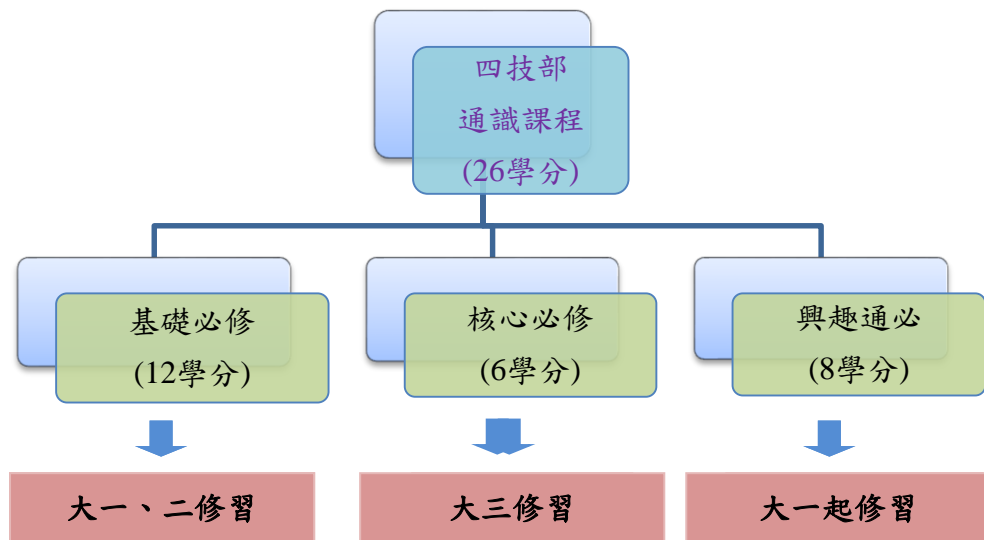 四技部
通識課程
(26學分)
基礎必修
(12學分)
核心必修
(6學分)
興趣通必
(8學分)
大一、二修習
大三修習
大一起修習